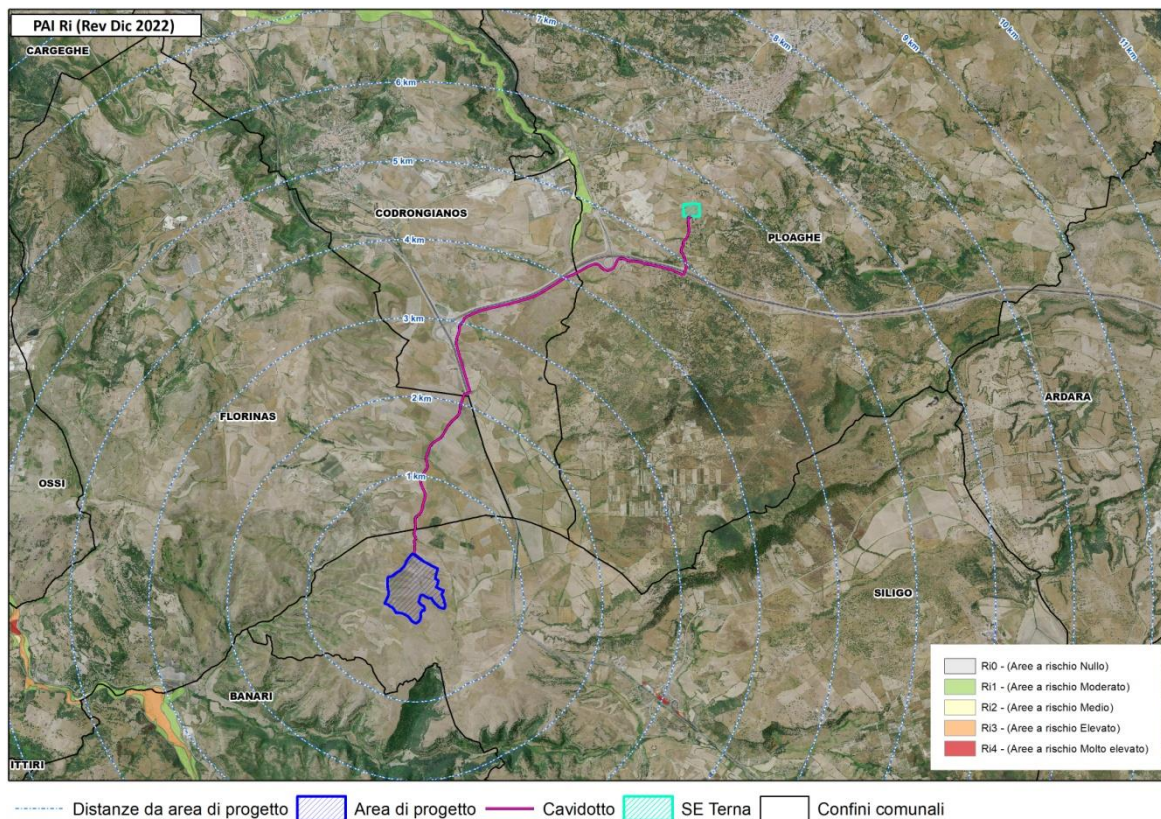 PAI Ri (Rev Dic 2022)
CARGEGHE
7 km
8 km
9 km
10 km
11 km
6 km
5 km
CODRONGIANOS
PLOAGHE
4 km
3 km
2 km
ARDARA
FLORINAS
1 km
OSSI
SILIGO
BANARI
ITTIRI
Ri0 - (Aree a rischio Nullo)
Ri1 - (Aree a rischio Moderato)
Ri2 - (Aree a rischio Medio)
Ri3 - (Aree a rischio Elevato)
Ri4 - (Aree a rischio Molto elevato)
Distanze da area di progetto Area di progetto Cavidotto SE Terna Confini comunali